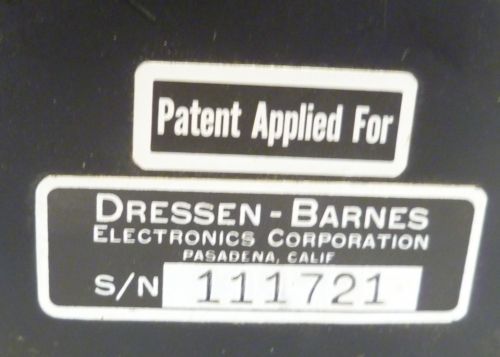 Patent Applied For
DRESSEN-BARNES
ELECTRONICS CORPORATION
PASADENA, CALIF
S/N 111721